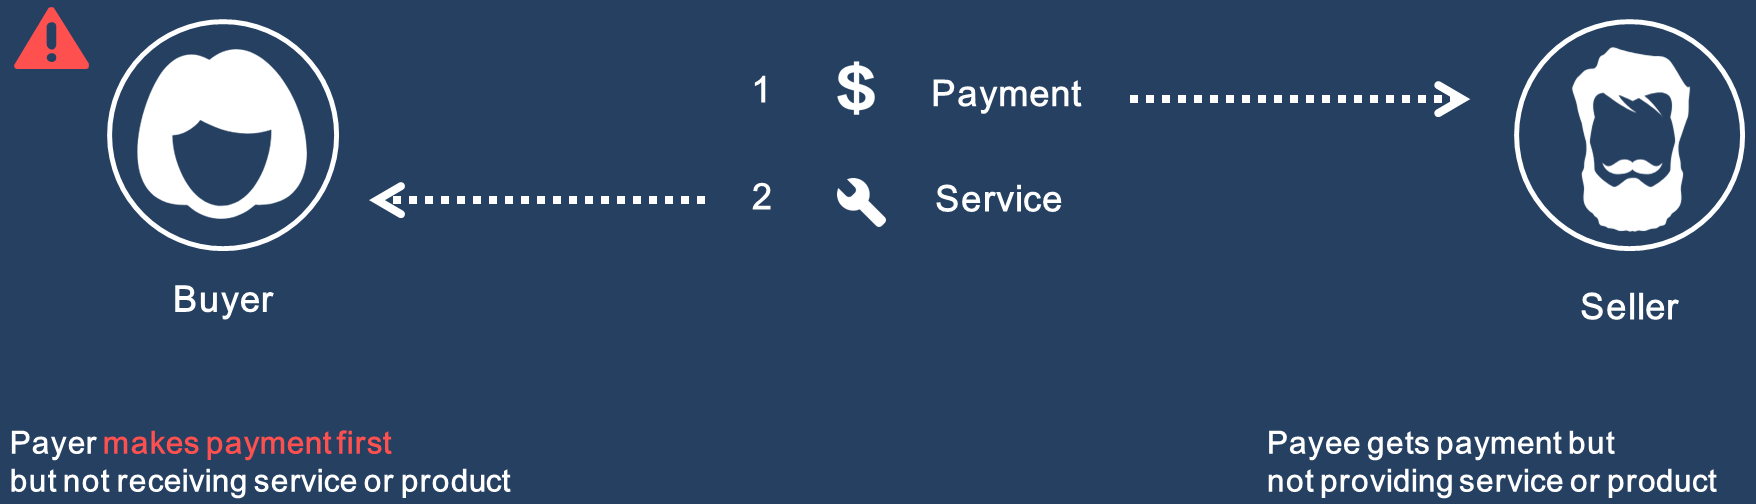 1 $ Payment
2 Service
Buyer
Seller
Payer makes payment first
but not receiving service or product
Payee gets payment but
not providing service or product